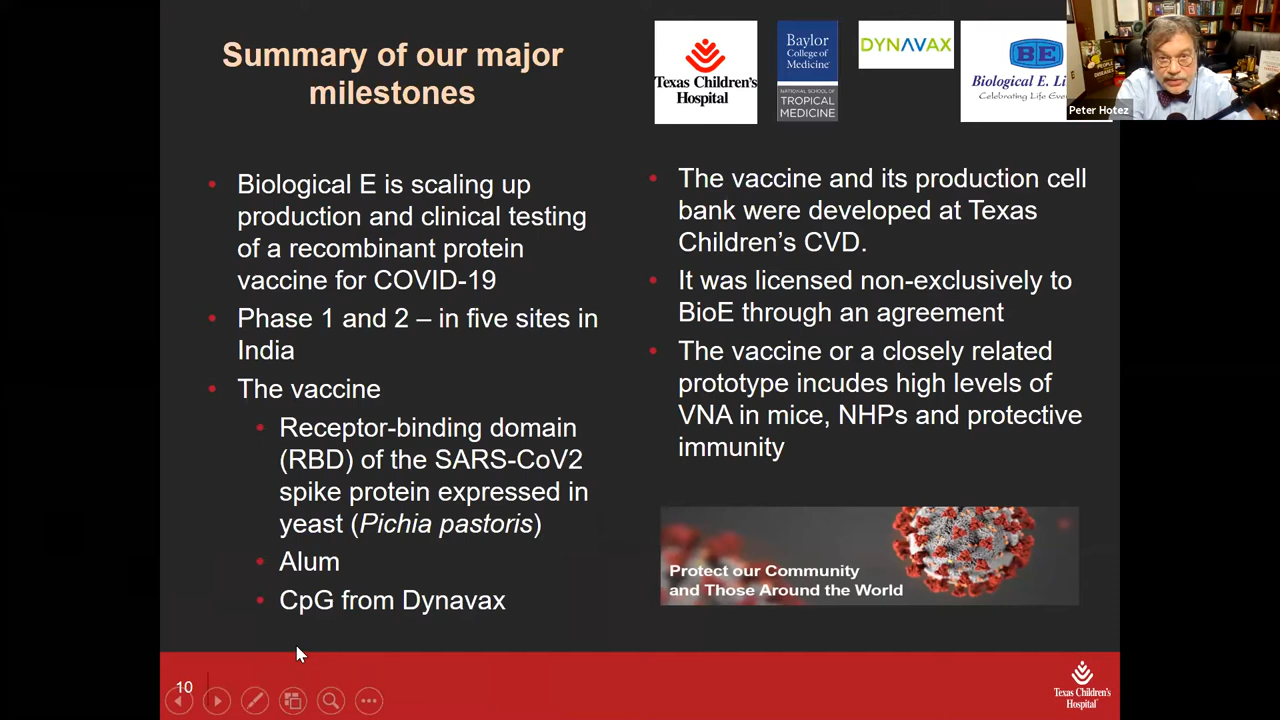 Summary of our major
milestones
Texas Children's
Hospital
Baylor
College of
Medicine
NATIONAL SCHOOL OF
TROPICAL
MEDICINE
DYNAVAX
BE
Biological E. Li
Celebrating Life Eve
Peter Hotez
• Biological E is scaling up
production and clinical testing
of a recombinant protein
vaccine for COVID-19
• Phase 1 and 2 – in five sites in
India
• The vaccine
• Receptor-binding domain
(RBD) of the SARS-CoV2
spike protein expressed in
yeast (Pichia pastoris)
• Alum
• CpG from Dynavax
• The vaccine and its production cell
bank were developed at Texas
Children's CVD.
• It was licensed non-exclusively to
BioE through an agreement
• The vaccine or a closely related
prototype incudes high levels of
VNA in mice, NHPs and protective
immunity
Protect our Community
and Those Around the World
10
Texas Children's
Hospital